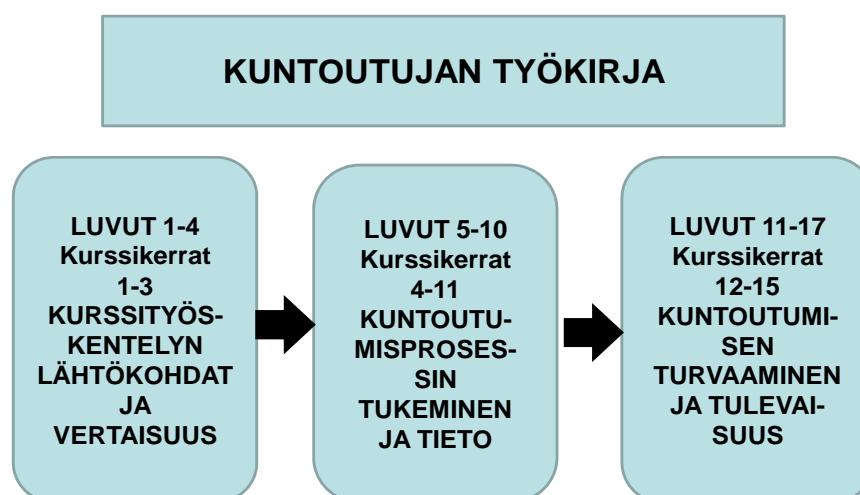 KUNTOUTUJAN TYÖKIRJA
LUVUT 1-4
Kurssikerrat
1-3
KURSSITYÖS-
KENTELYN
LÄHTÖKOHDAT
JA
VERTAISUUS
LUVUT 5-10
Kurssikerrat
4-11
KUNTOUTU-
MISPROSES-
SIN
TUKEMINEN
JA TIETO
LUVUT 11-17
Kurssikerrat
12-15
KUNTOUTUMI-
SEN
TURVAAMINEN
JA TULEVAI-
SUUS